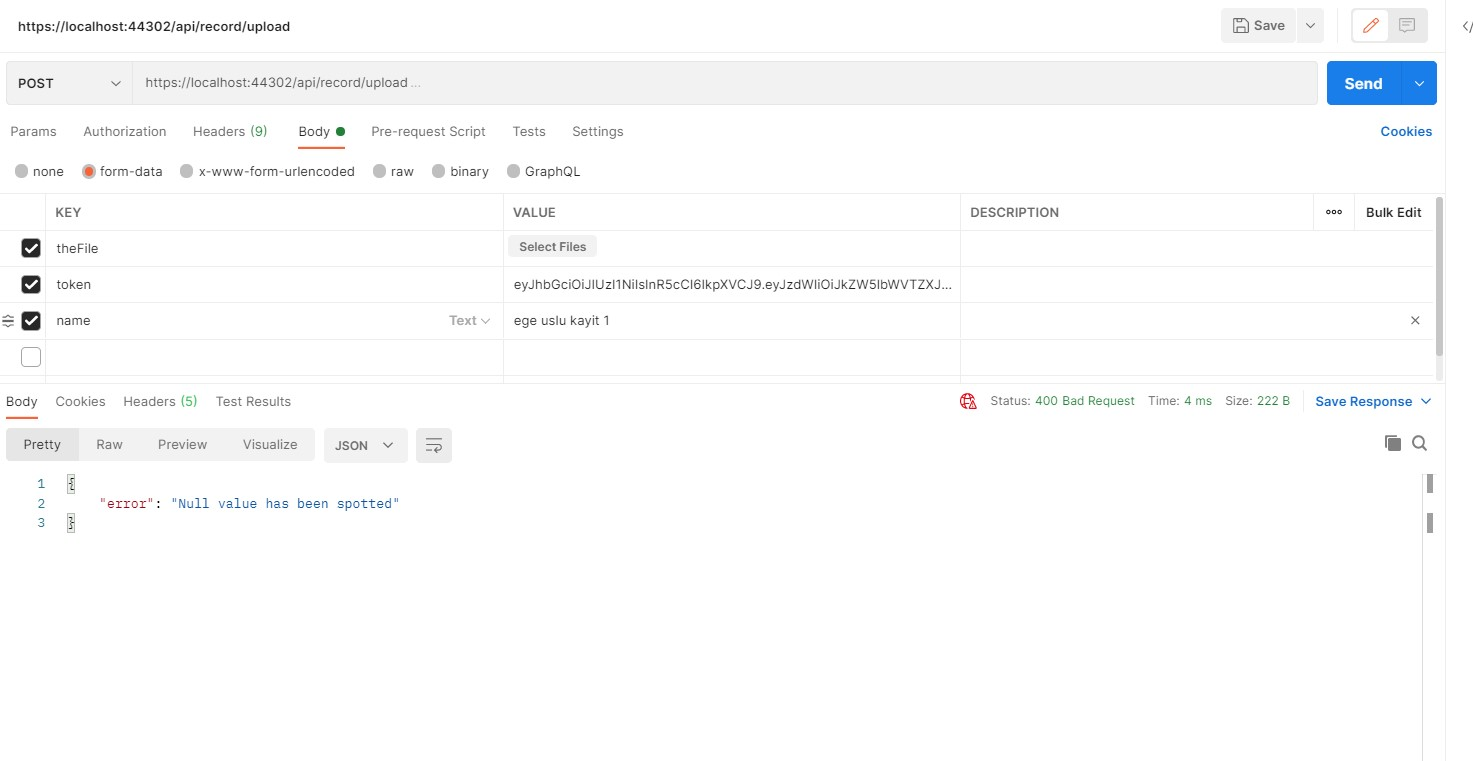 https://localhost:44302/api/record/upload Save
POST https://localhost:44302/api/record/upload ... Send
Params Authorization Headers (9) Body Pre-request Script Tests Settings Cookies
none form-data x-www-form-urlencoded raw binary GraphQL
KEY VALUE DESCRIPTION Bulk Edit
theFile Select Files
token eyJhbGciOiJIUzI1NiIsInR5cCI6IkpXVCJ9.eyJzdWIiOiJkZW5lbWVTZXJ...
name Text ege uslu kayit 1
Body Cookies Headers (5) Test Results Status: 400 Bad Request Time: 4 ms Size: 222 B Save Response
Pretty Raw Preview Visualize JSON
1 {
2 "error": "Null value has been spotted"
3 }